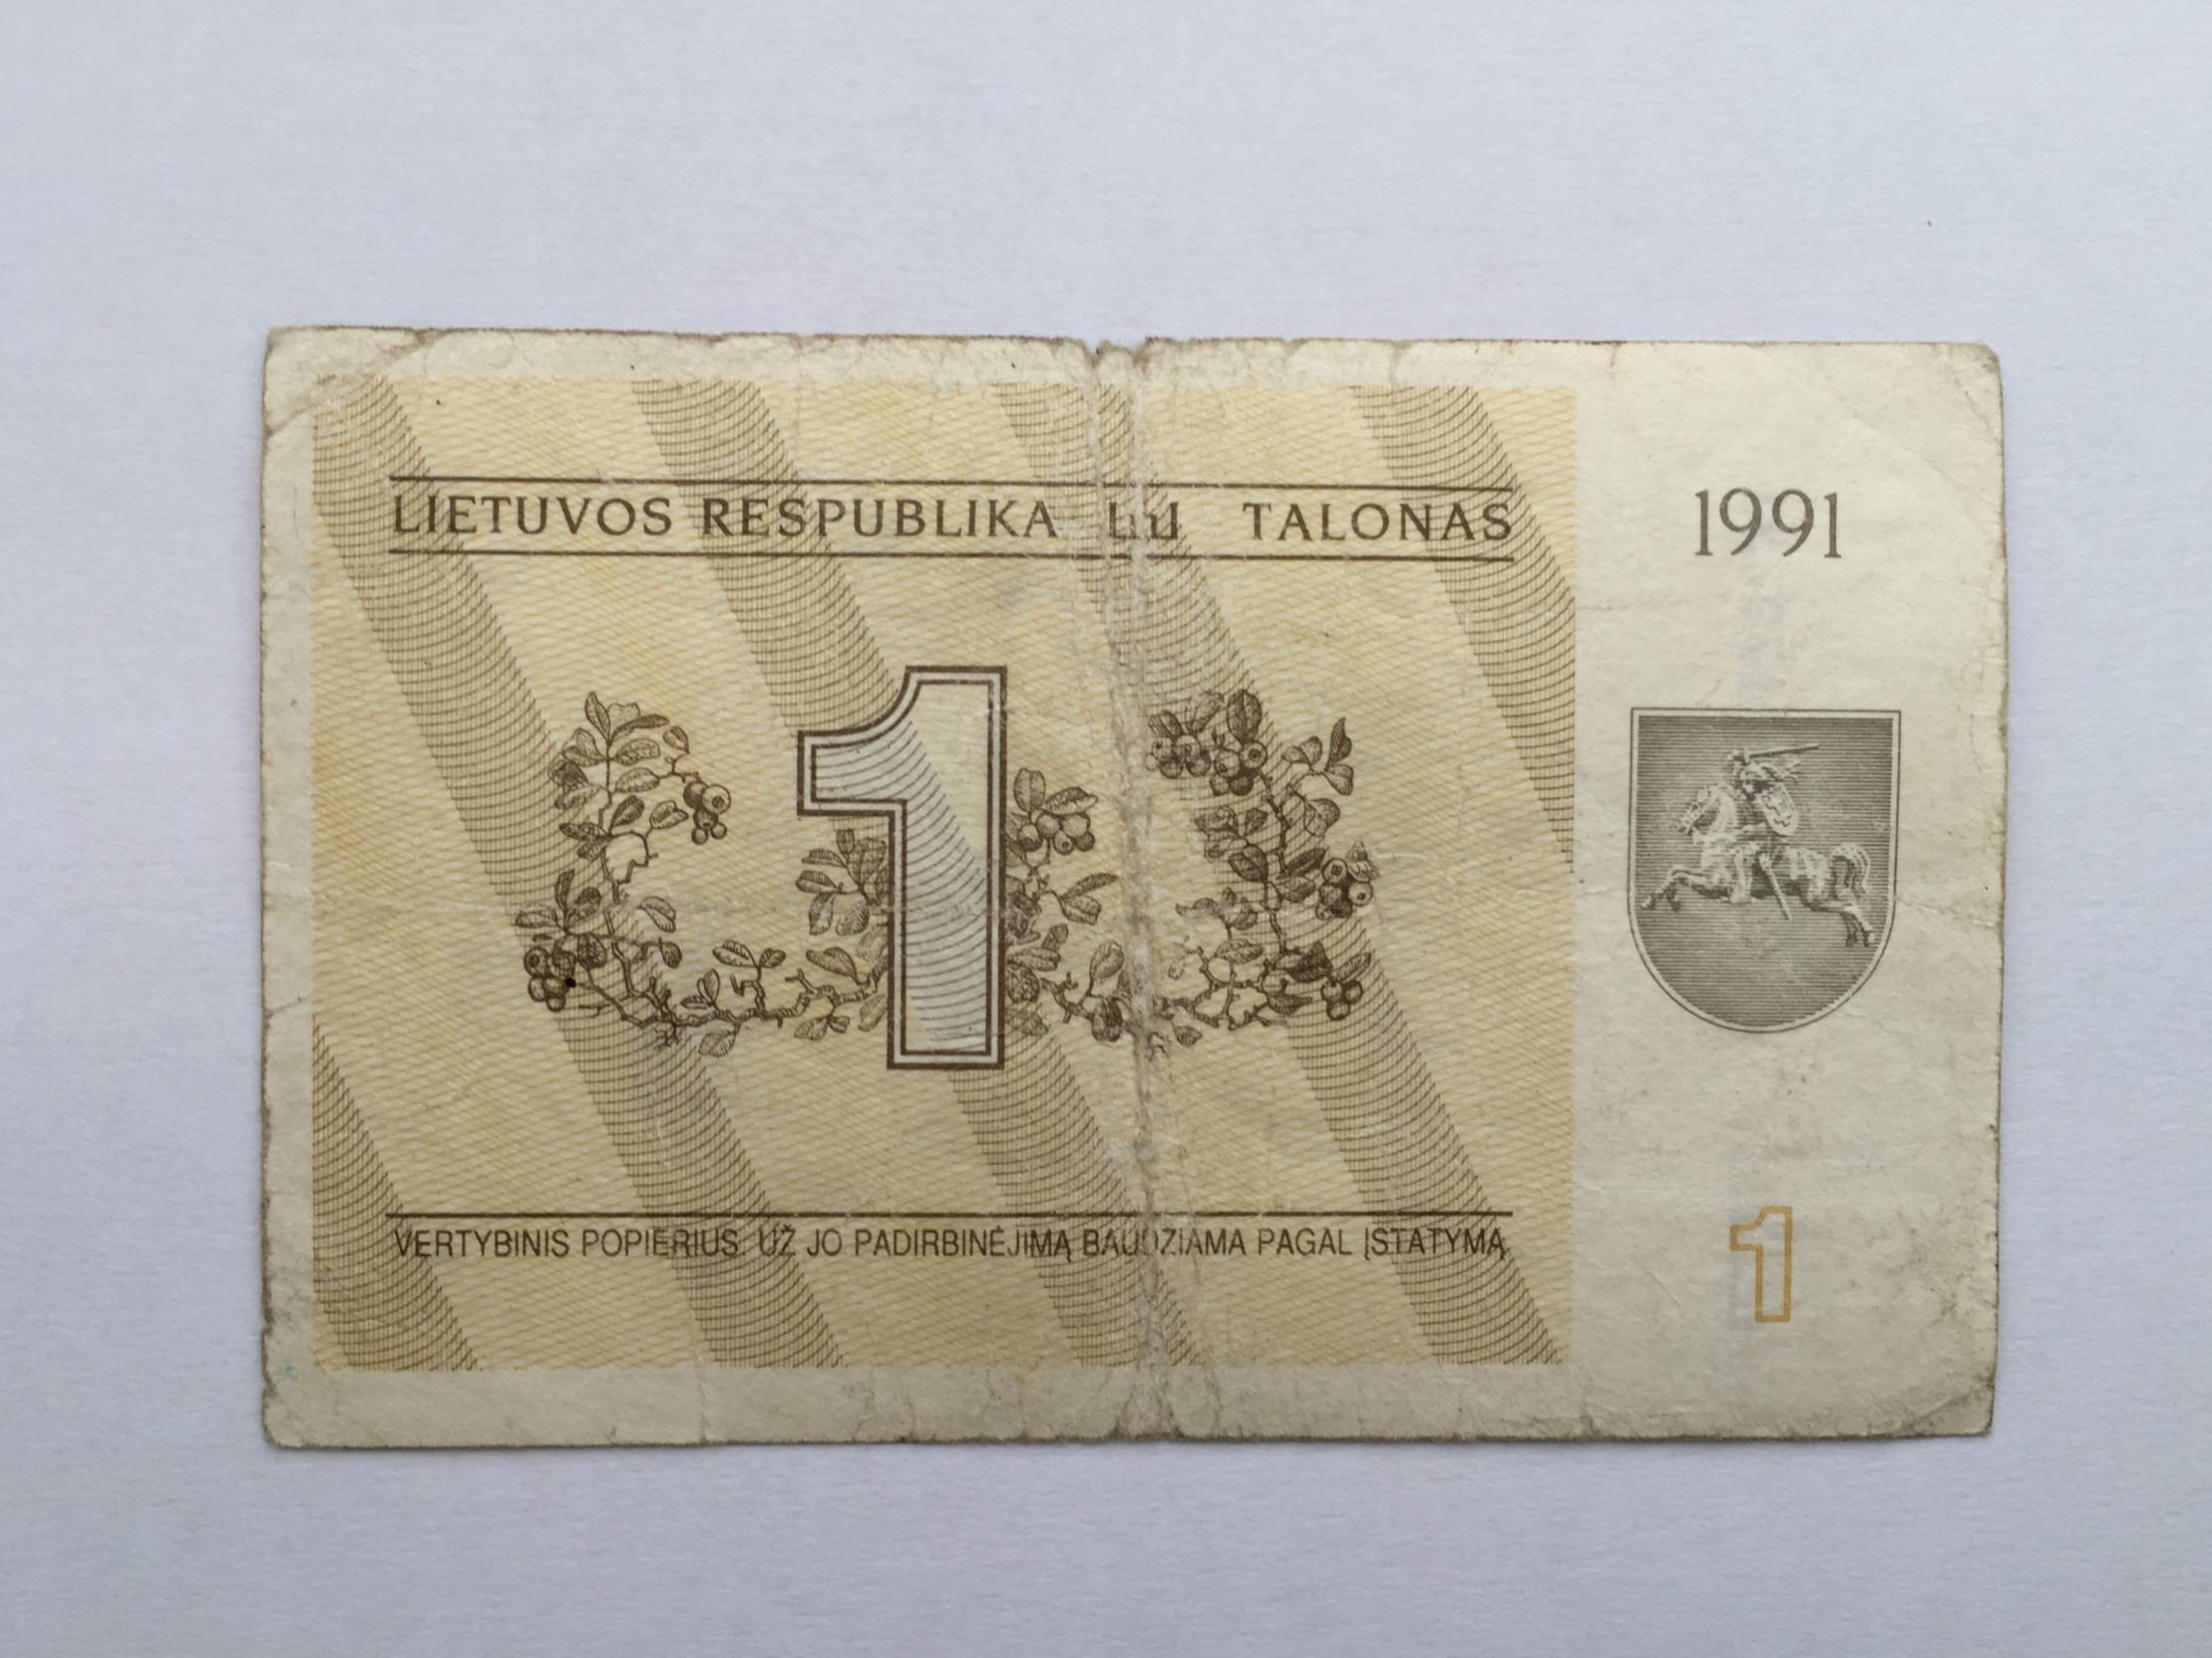 LIETUVOS RESPUBLIKA TALONAS
1991
1
VERTYBINIS POPIERIUS. UŽ JO PADIRBINĖJIMĄ BAUDŽIAMA PAGAL ĮSTATYMĄ
1